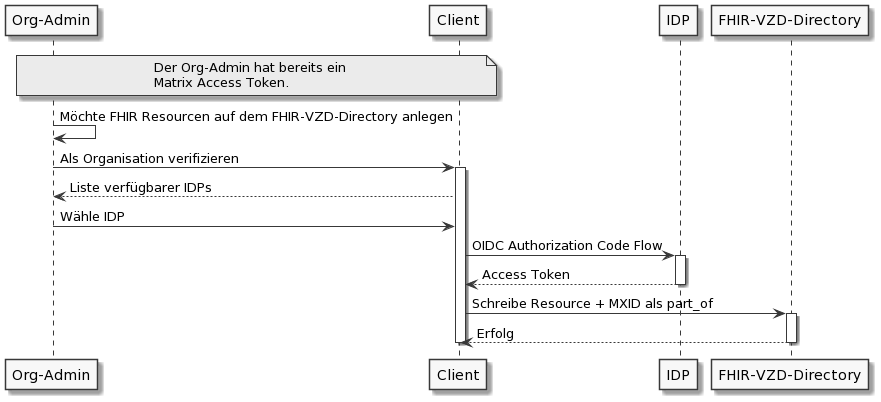 Org-Admin
Client
IDP
FHIR-VZD-Directory
Der Org-Admin hat bereits ein
Matrix Access Token.
Möchte FHIR Resourcen auf dem FHIR-VZD-Directory anlegen
Als Organisation verifizieren
Liste verfügbarer IDPs
Wähle IDP
OIDC Authorization Code Flow
Access Token
Schreibe Resource + MXID als part_of
Erfolg
Org-Admin
Client
IDP
FHIR-VZD-Directory